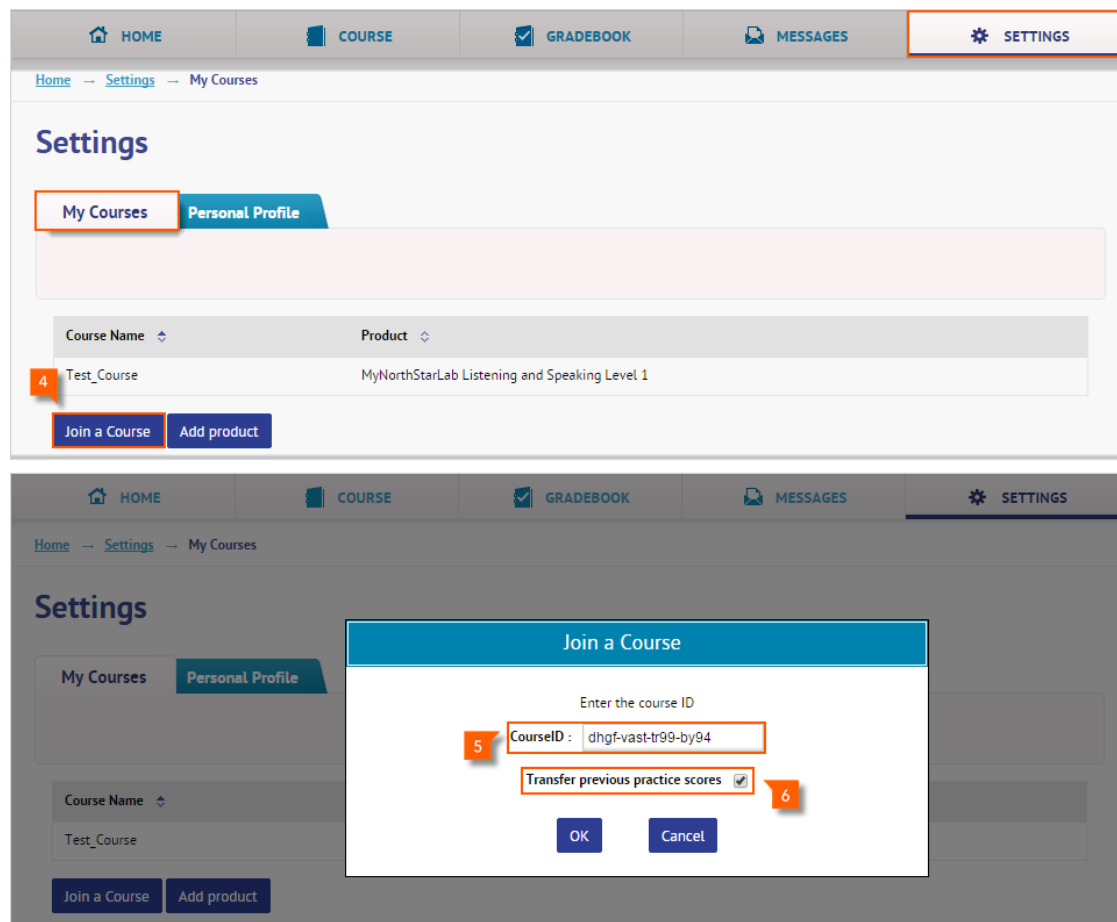 HOME COURSE GRADEBOOK MESSAGES SETTINGS
Home → Settings → My Courses
Settings
My Courses Personal Profile
Course Name Product
4
Test_Course MyNorthStarLab Listening and Speaking Level 1
Join a Course Add product
HOME COURSE GRADEBOOK MESSAGES SETTINGS
Home → Settings → My Courses
Settings
My Courses Personal Profile
Course Name
Test_Course
Join a Course Add product
Join a Course
Enter the course ID
CourseID : dhgf-vast-tr99-by94
5
Transfer previous practice scores
6
OK Cancel